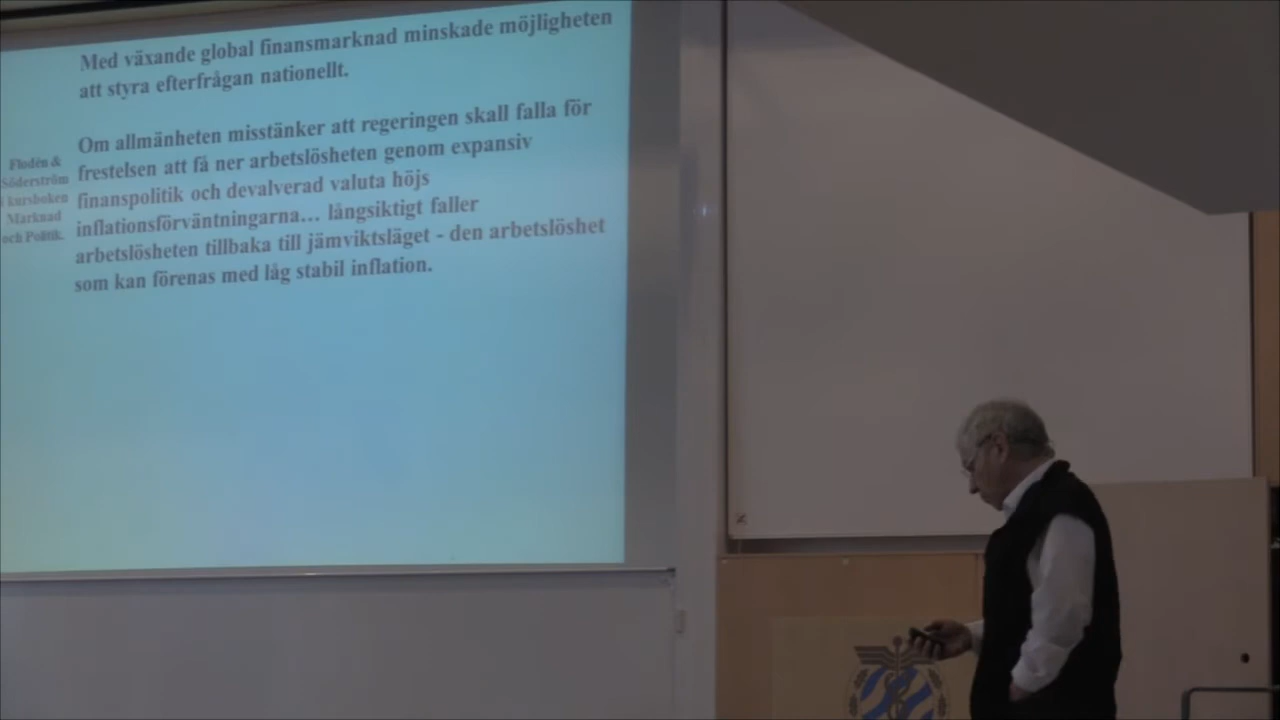 Med växande global finansmarknad minskade möjligheten
att styra efterfrågan nationellt.
Om allmänheten misstänker att regeringen skall falla för
frestelsen att få ner arbetslösheten genom expansiv
finanspolitik och devalverad valuta höjs
inflationsförväntningarna... långsiktigt faller
arbetslösheten tillbaka till jämviktsläget - den arbetslöshet
som kan förenas med låg stabil inflation.
Flodén &
Söderström
i kursboken
Marknad
och Politik.